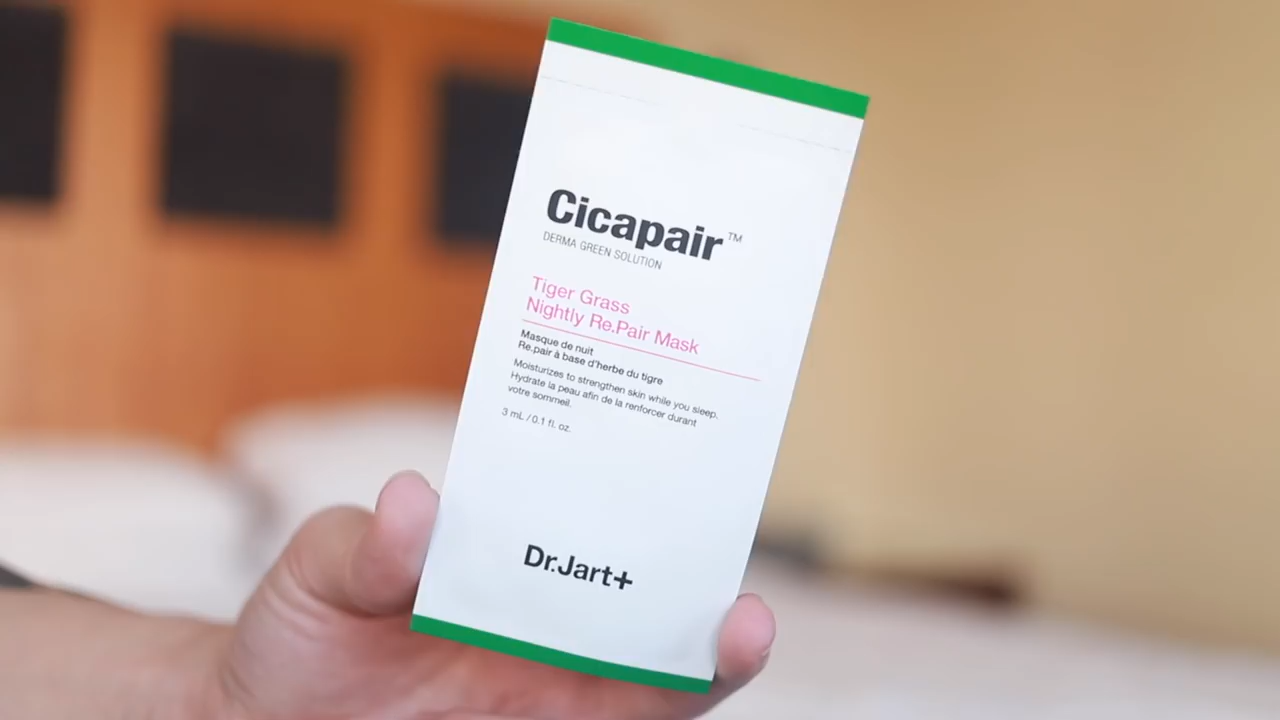 Cicapair™
DERMA GREEN SOLUTION
Tiger Grass
Nightly Re.Pair Mask
Masque de nuit
Re.pair à base d'herbe du tigre
Moisturizes to strengthen skin while you sleep.
Hydrate la peau afin de la renforcer durant
votre sommeil.
3 mL / 0.1 fl. oz.
Dr.Jart+